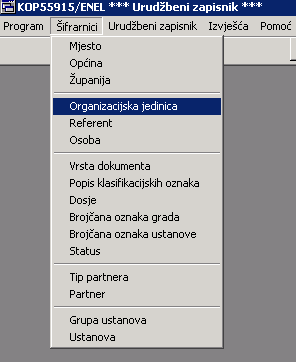 KOP55915/ENEL *** Urudžbeni zapisnik ***
Program Šifrarnici Urudžbeni zapisnik Izvješća Pomoć
Mjesto
Općina
Županija
Organizacijska jedinica
Referent
Osoba
Vrsta dokumenta
Popis klasifikacijskih oznaka
Dosje
Brojčana oznaka grada
Brojčana oznaka ustanove
Status
Tip partnera
Partner
Grupa ustanova
Ustanova